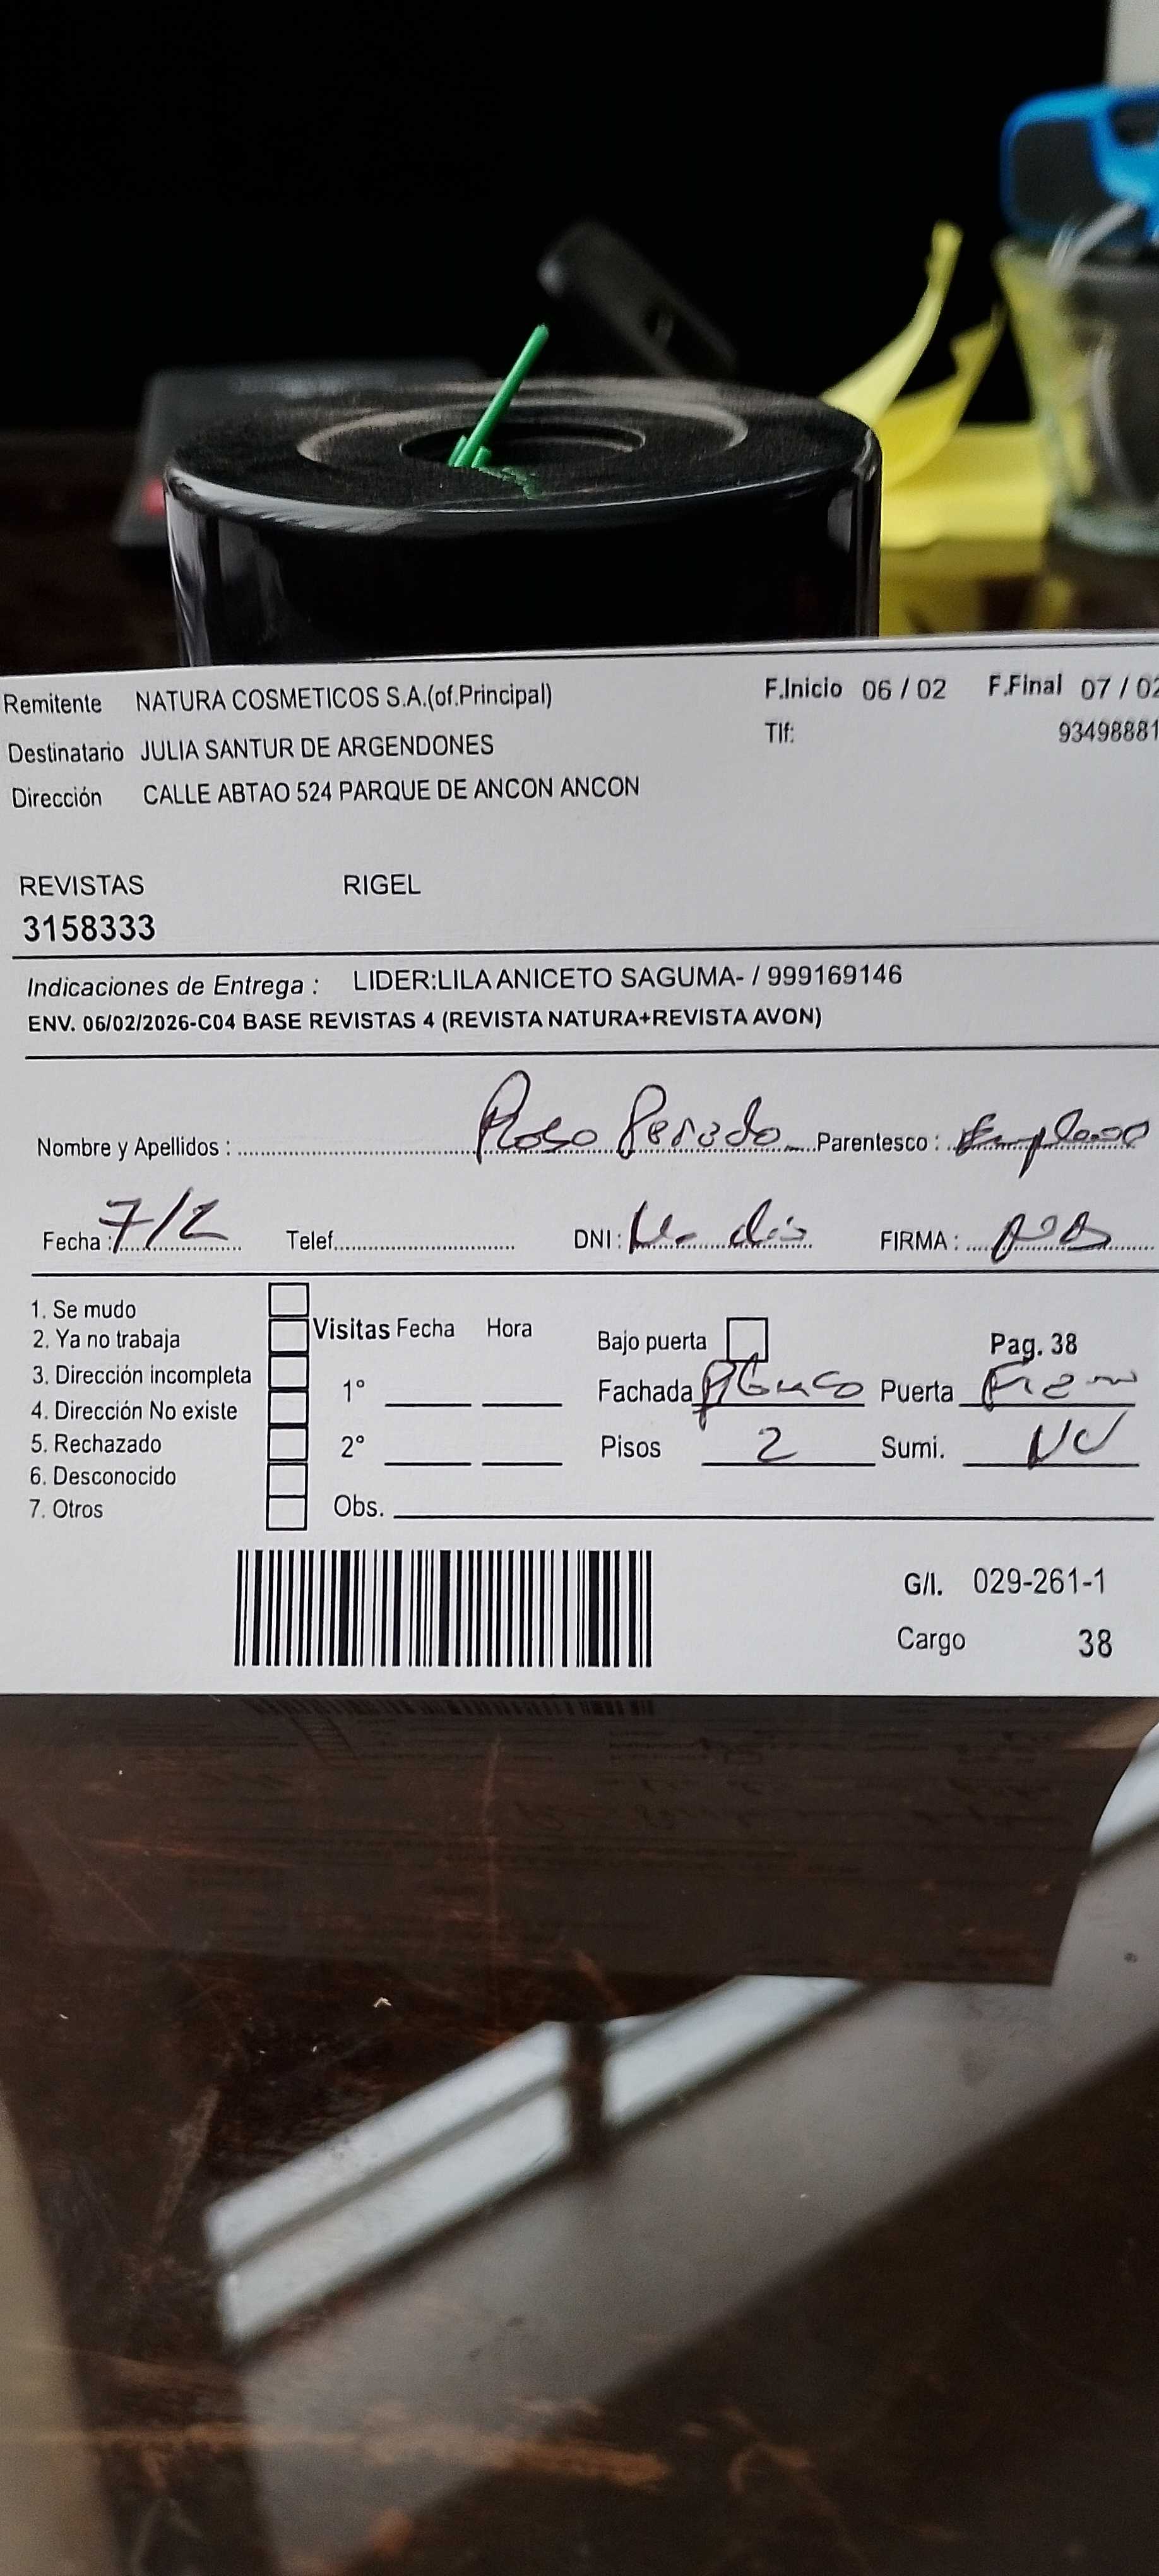 Remitente NATURA COSMETICOS S.A.(of.Principal) F.Inicio 06 / 02 F.Final 07 / 02
Destinatario JULIA SANTUR DE ARGENDONES Tlf: 93498881
Dirección CALLE ABTAO 524 PARQUE DE ANCON ANCON
REVISTAS RIGEL
3158333
Indicaciones de Entrega : LIDER:LILA ANICETO SAGUMA- / 999169146
ENV. 06/02/2026-C04 BASE REVISTAS 4 (REVISTA NATURA+REVISTA AVON)
Nombre y Apellidos : Rosa Parentesco :
Fecha : 7/2 Telef. DNI : FIRMA :
1. Se mudo
2. Ya no trabaja Visitas Fecha Hora Bajo puerta Pag. 38
3. Dirección incompleta 1° Fachada Puerta
4. Dirección No existe
5. Rechazado 2° Pisos 2 Sumi.
6. Desconocido
7. Otros Obs.
G/I. 029-261-1
Cargo 38